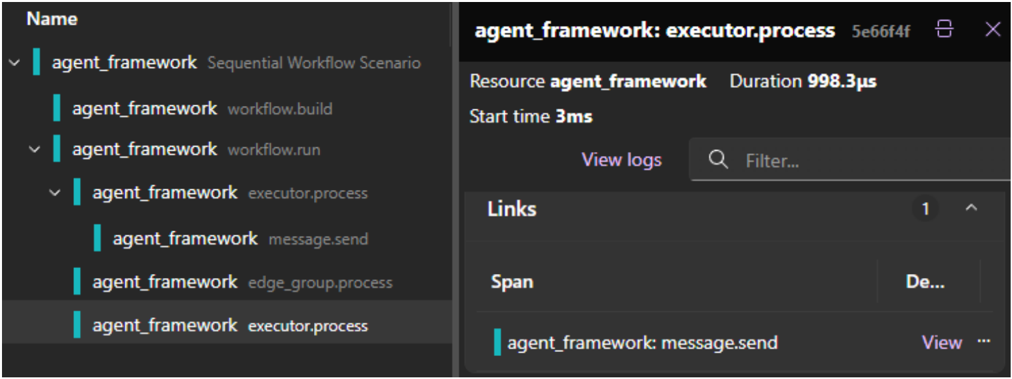 Name
agent_framework Sequential Workflow Scenario
agent_framework workflow.build
agent_framework workflow.run
agent_framework executor.process
agent_framework message.send
agent_framework edge_group.process
agent_framework executor.process
agent_framework: executor.process 5e66f4f
Resource agent_framework Duration 998.3μs
Start time 3ms
View logs Filter...
Links 1
Span De...
agent_framework: message.send View ...